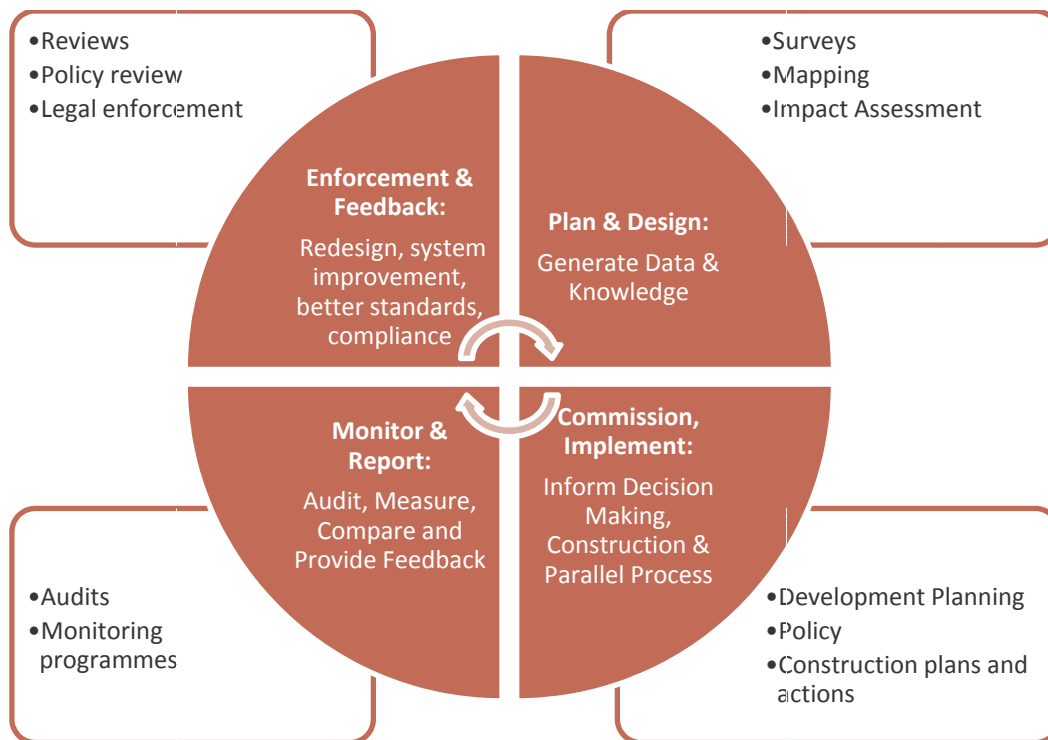 •Reviews
•Policy review
•Legal enforcement
•Surveys
•Mapping
•Impact Assessment
Enforcement &
Feedback:
Redesign, system
improvement,
better standards,
compliance
Plan & Design:
Generate Data &
Knowledge
Monitor &
Report:
Audit, Measure,
Compare and
Provide Feedback
Commission,
Implement:
Inform Decision
Making,
Construction &
Parallel Process
•Audits
•Monitoring
programmes
•Development Planning
•Policy
•Construction plans and
actions